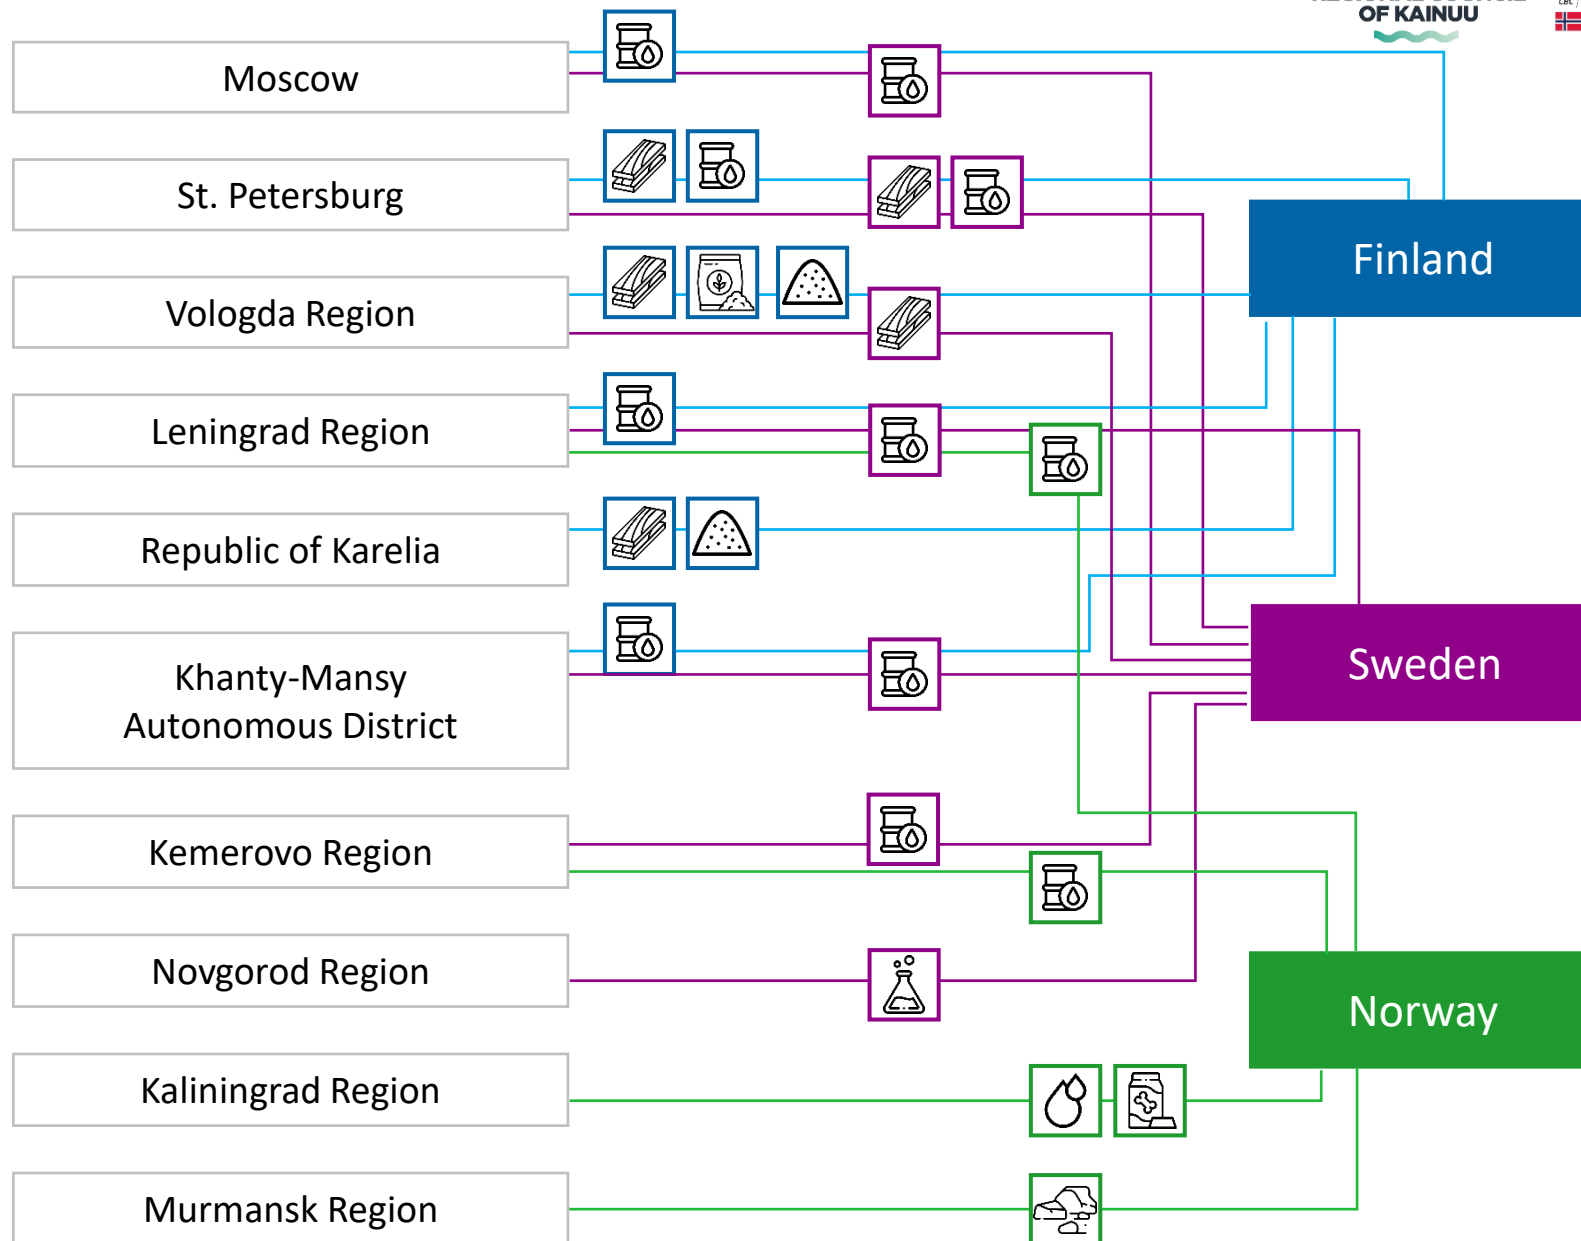 OF KAINUU
Moscow
St. Petersburg
Vologda Region
Leningrad Region
Republic of Karelia
Khanty-Mansy
Autonomous District
Kemerovo Region
Novgorod Region
Kaliningrad Region
Murmansk Region
Finland
Sweden
Norway